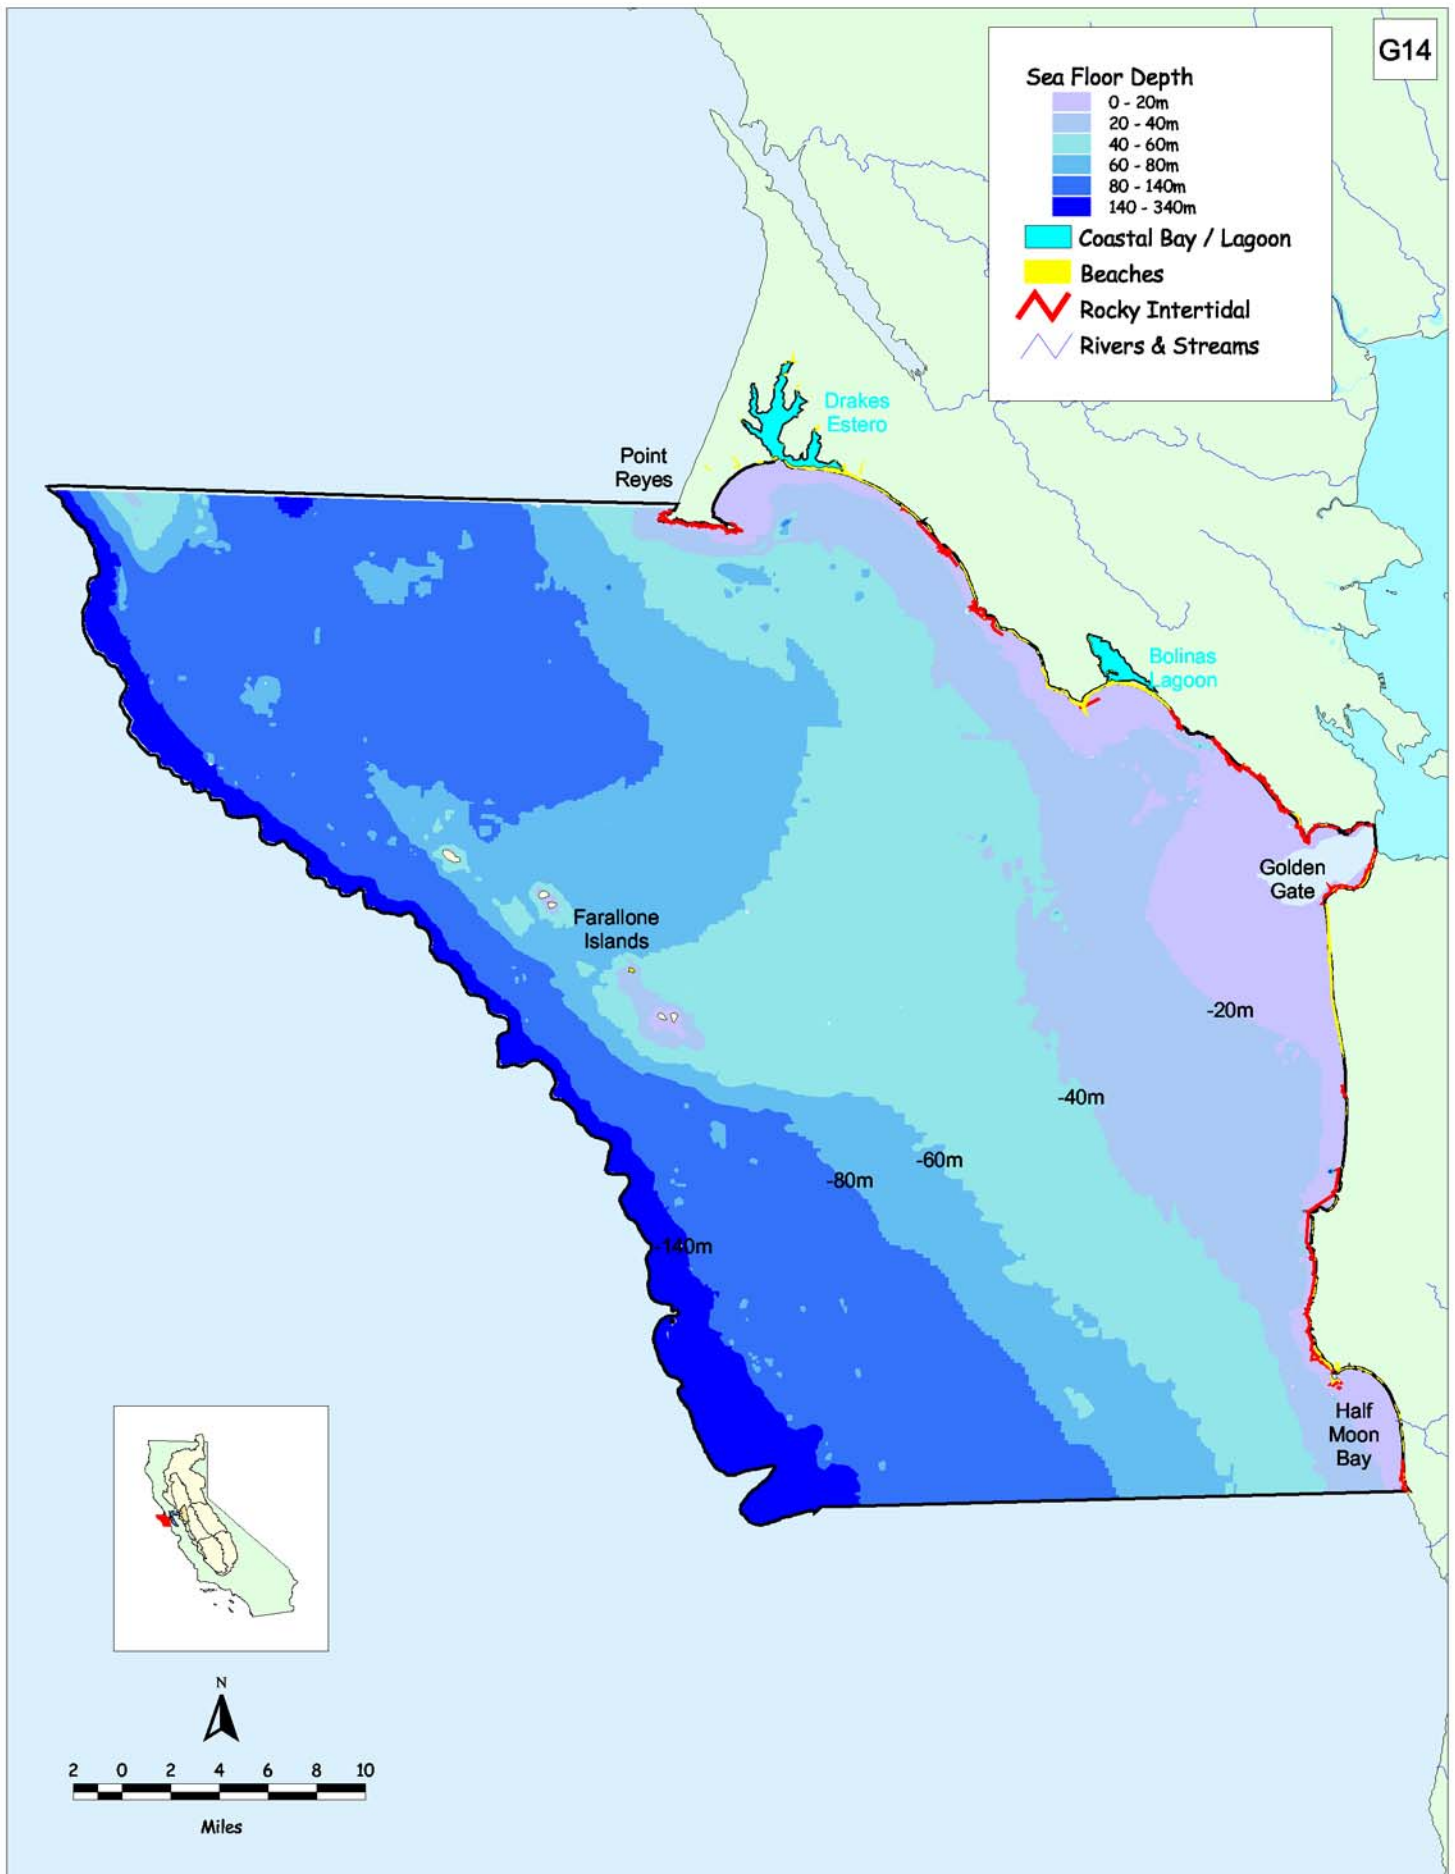 G14
Sea Floor Depth
0 - 20m
20 - 40m
40 - 60m
60 - 80m
80 - 140m
140 - 340m
Coastal Bay / Lagoon
Beaches
Rocky Intertidal
Rivers & Streams
Drakes
Estero
Point
Reyes
Bolinas
Lagoon
Golden
Gate
Farallone
Islands
-20m
-40m
-60m
-80m
-140m
Half
Moon
Bay
N
2 0 2 4 6 8 10
Miles